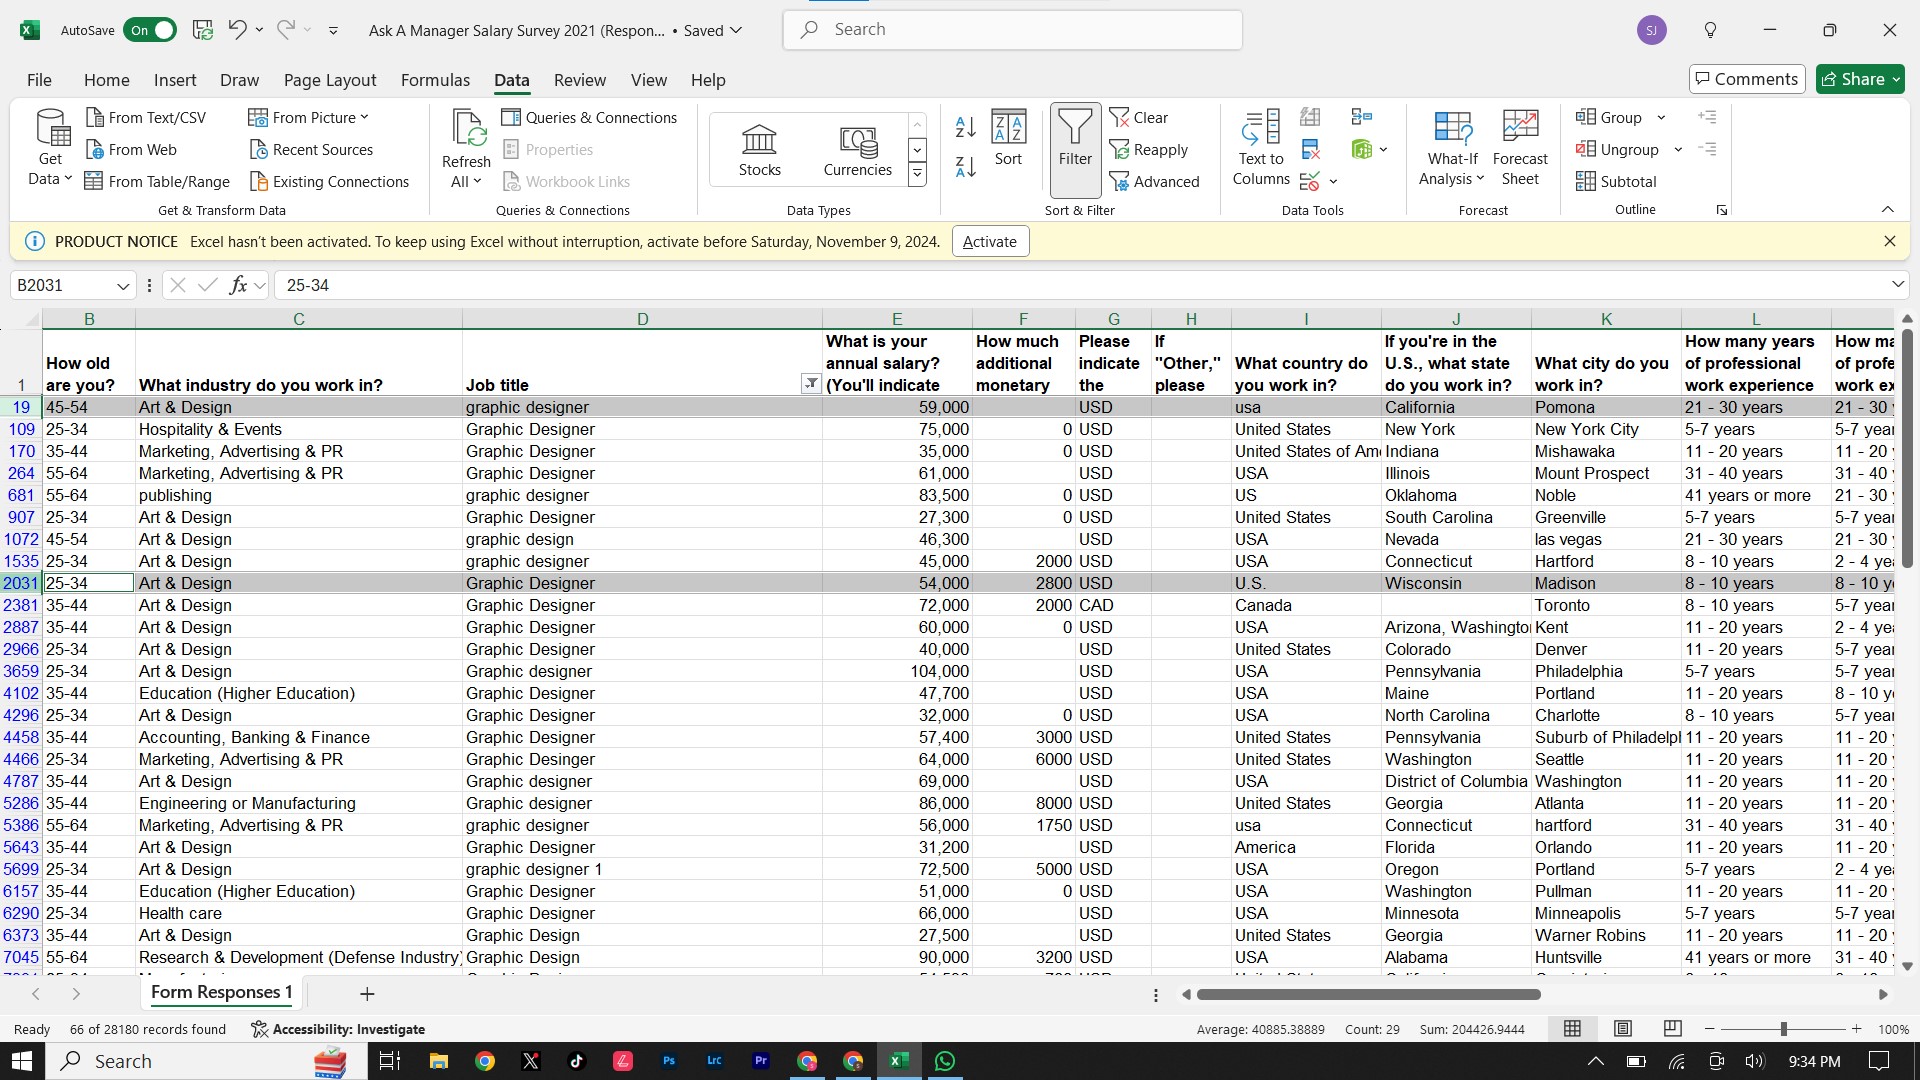 AutoSave On Ask A Manager Salary Survey 2021 (Respon... • Saved Search SJ
File Home Insert Draw Page Layout Formulas Data Review View Help Comments Share
Get Data
From Text/CSV
From Web
From Table/Range
From Picture
Recent Sources
Existing Connections
Get & Transform Data
Refresh All
Queries & Connections
Properties
Workbook Links
Queries & Connections
Stocks Currencies
Data Types
Sort Filter
Clear
Reapply
Advanced
Sort & Filter
Text to Columns
Data Tools
What-If Analysis
Forecast Sheet
Forecast
Group
Ungroup
Subtotal
Outline
PRODUCT NOTICE Excel hasn't been activated. To keep using Excel without interruption, activate before Saturday, November 9, 2024. Activate
B2031 fx 25-34
B C D E F G H I J K L
1 How old are you? What industry do you work in? Job title What is your annual salary? (You'll indicate How much additional monetary Please indicate the If "Other," please What country do you work in? If you're in the U.S., what state do you work in? What city do you work in? How many years of professional work experience How ma of profe work ex
19 45-54 Art & Design graphic designer 59,000 USD usa California Pomona 21 - 30 years 21 - 30
109 25-34 Hospitality & Events Graphic Designer 75,000 0 USD United States New York New York City 5-7 years 5-7 year
170 35-44 Marketing, Advertising & PR Graphic Designer 35,000 0 USD United States of Am Indiana Mishawaka 11 - 20 years 11 - 20
264 55-64 Marketing, Advertising & PR Graphic Designer 61,000 USD USA Illinois Mount Prospect 31 - 40 years 31 - 40
681 55-64 publishing graphic designer 83,500 0 USD US Oklahoma Noble 41 years or more 21 - 30
907 25-34 Art & Design Graphic Designer 27,300 0 USD United States South Carolina Greenville 5-7 years 5-7 year
1072 45-54 Art & Design graphic design 46,300 USD USA Nevada las vegas 21 - 30 years 21 - 30
1535 25-34 Art & Design graphic designer 45,000 2000 USD USA Connecticut Hartford 8 - 10 years 2 - 4 yea
2031 25-34 Art & Design Graphic Designer 54,000 2800 USD U.S. Wisconsin Madison 8 - 10 years 8 - 10 y
2381 35-44 Art & Design Graphic Designer 72,000 2000 CAD Canada Toronto 8 - 10 years 5-7 year
2887 35-44 Art & Design Graphic Designer 60,000 0 USD USA Arizona, Washingto Kent 11 - 20 years 2 - 4 yea
2966 25-34 Art & Design Graphic Designer 40,000 USD United States Colorado Denver 11 - 20 years 5-7 year
3659 25-34 Art & Design Graphic designer 104,000 USD USA Pennsylvania Philadelphia 5-7 years 5-7 year
4102 35-44 Education (Higher Education) Graphic Designer 47,700 USD USA Maine Portland 11 - 20 years 8 - 10 y
4296 25-34 Art & Design Graphic Designer 32,000 0 USD USA North Carolina Charlotte 8 - 10 years 5-7 year
4458 35-44 Accounting, Banking & Finance Graphic Designer 57,400 3000 USD United States Pennsylvania Suburb of Philadelpl 11 - 20 years 11 - 20
4466 25-34 Marketing, Advertising & PR Graphic Desinger 64,000 6000 USD United States Washington Seattle 11 - 20 years 11 - 20
4787 35-44 Art & Design Graphic designer 69,000 USD USA District of Columbia Washington 11 - 20 years 11 - 20
5286 35-44 Engineering or Manufacturing Graphic designer 86,000 8000 USD United States Georgia Atlanta 11 - 20 years 11 - 20
5386 55-64 Marketing, Advertising & PR graphic designer 56,000 1750 USD usa Connecticut hartford 31 - 40 years 31 - 40
5643 35-44 Art & Design Graphic Designer 31,200 USD America Florida Orlando 11 - 20 years 11 - 20
5699 25-34 Art & Design graphic designer 1 72,500 5000 USD USA Oregon Portland 5-7 years 2 - 4 yea
6157 35-44 Education (Higher Education) Graphic Designer 51,000 0 USD USA Washington Pullman 11 - 20 years 11 - 20
6290 25-34 Health care Graphic Designer 66,000 USD USA Minnesota Minneapolis 5-7 years 5-7 year
6373 35-44 Art & Design Graphic Design 27,500 USD United States Georgia Warner Robins 11 - 20 years 11 - 20
7045 55-64 Research & Development (Defense Industry) Graphic Design 90,000 3200 USD USA Alabama Huntsville 41 years or more 31 - 40
Form Responses 1
Ready 66 of 28180 records found Accessibility: Investigate Average: 40885.38889 Count: 29 Sum: 204426.9444 100%
Search Ps LrC Pr 9:34 PM